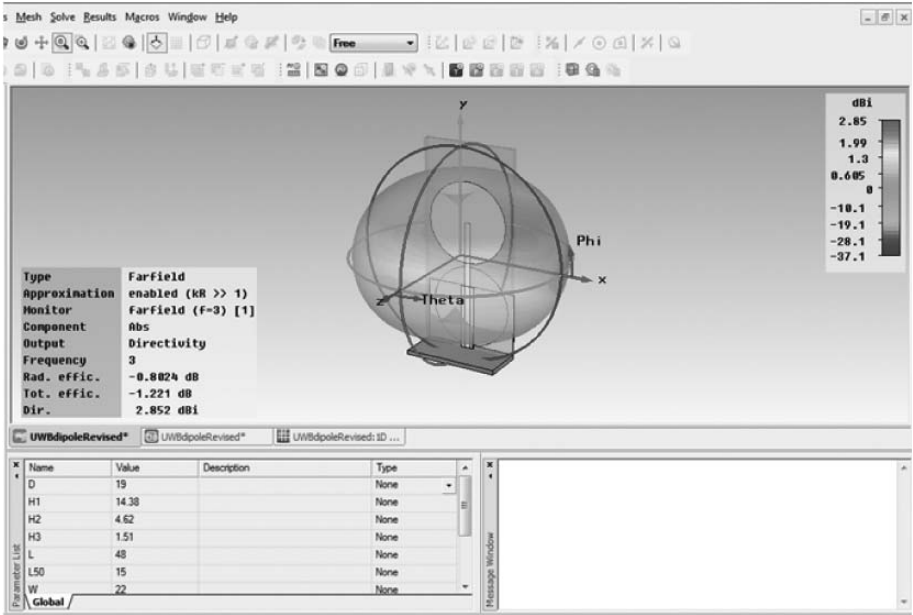 s Mesh Solve Results Macros Window Help
Free
y
Phi
x
z
Theta
dBi
2.85
1.99
1.3
0.605
0
-10.1
-19.1
-28.1
-37.1
Type Farfield
Approximation enabled (kR >> 1)
Monitor Farfield (f=3) [1]
Component Abs
Output Directivity
Frequency 3
Rad. effic. -0.8024 dB
Tot. effic. -1.221 dB
Dir. 2.852 dBi
UWBdipoleRevised* UWBdipoleRevised* UWBdipoleRevised: 1D ...
Name Value Description Type
D 19 None
H1 14.38 None
H2 4.62 None
H3 1.51 None
L 48 None
L50 15 None
W 22 None
Global
Parameter List
Message Window